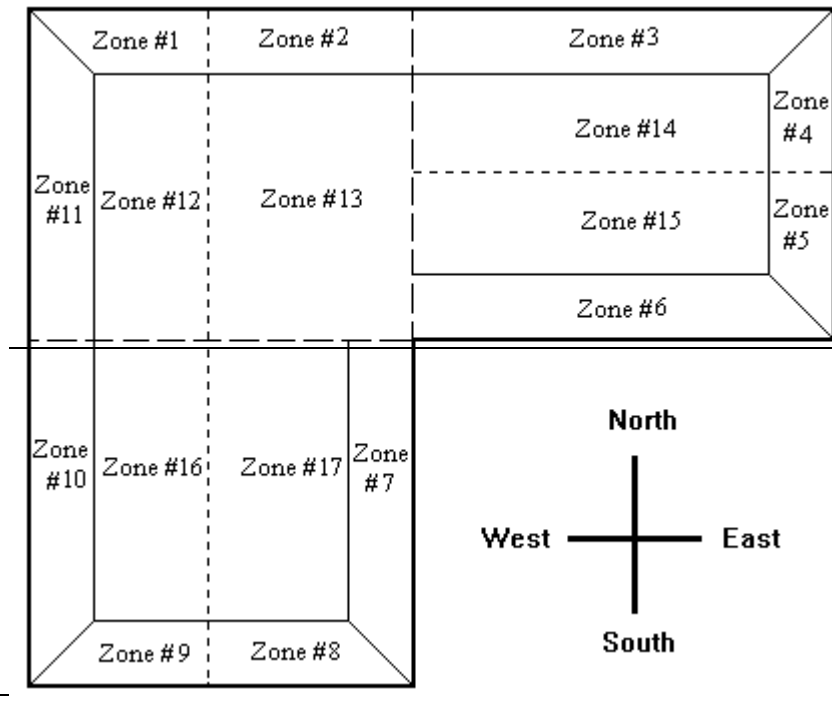 Zone #1
Zone #2
Zone #3
Zone
#4
Zone #14
Zone
#11
Zone #12
Zone #13
Zone #15
Zone
#5
Zone #6
North
Zone
#10
Zone #16
Zone #17
Zone
#7
West
East
South
Zone #9
Zone #8